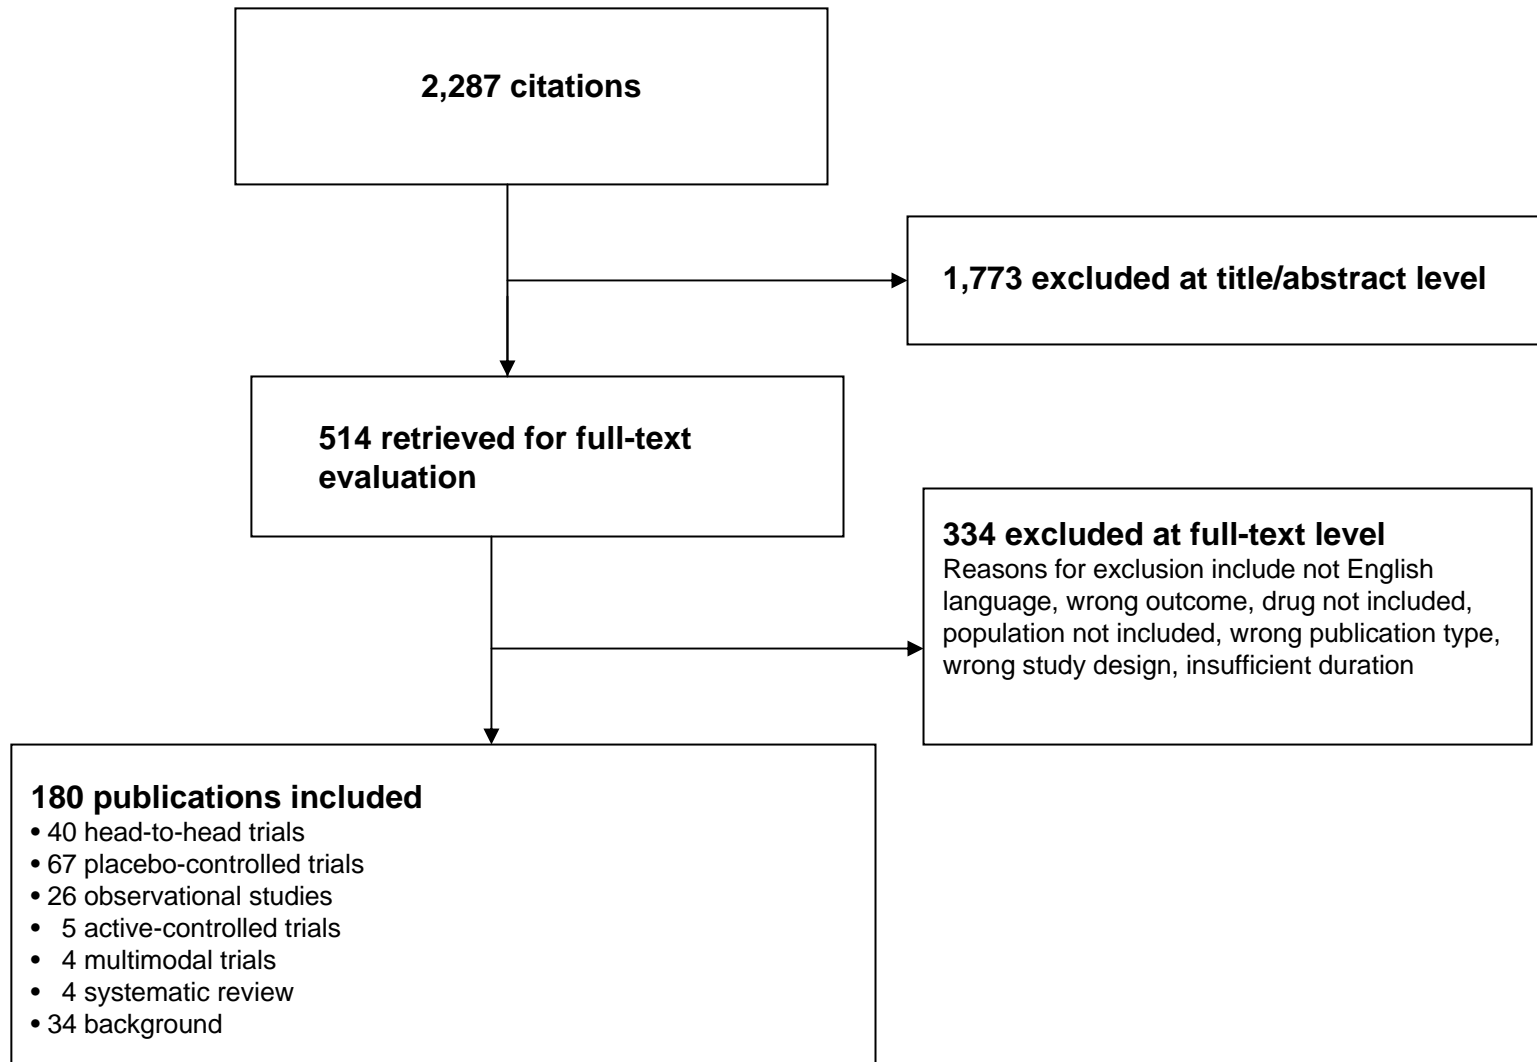 2,287 citations
1,773 excluded at title/abstract level
514 retrieved for full-text
evaluation
334 excluded at full-text level
Reasons for exclusion include not English
language, wrong outcome, drug not included,
population not included, wrong publication type,
wrong study design, insufficient duration
180 publications included
• 40 head-to-head trials
• 67 placebo-controlled trials
• 26 observational studies
• 5 active-controlled trials
• 4 multimodal trials
• 4 systematic review
• 34 background